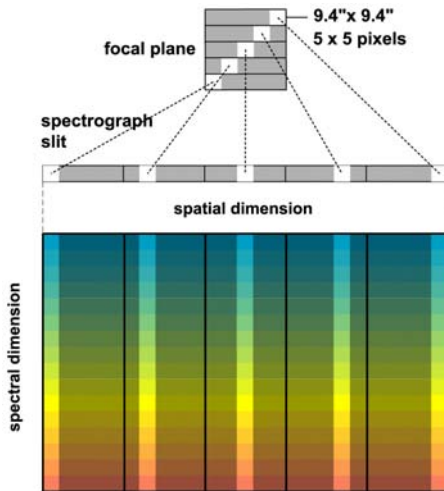 9.4"x 9.4"
focal plane
5 x 5 pixels
spectrograph
slit
spatial dimension
spectral dimension